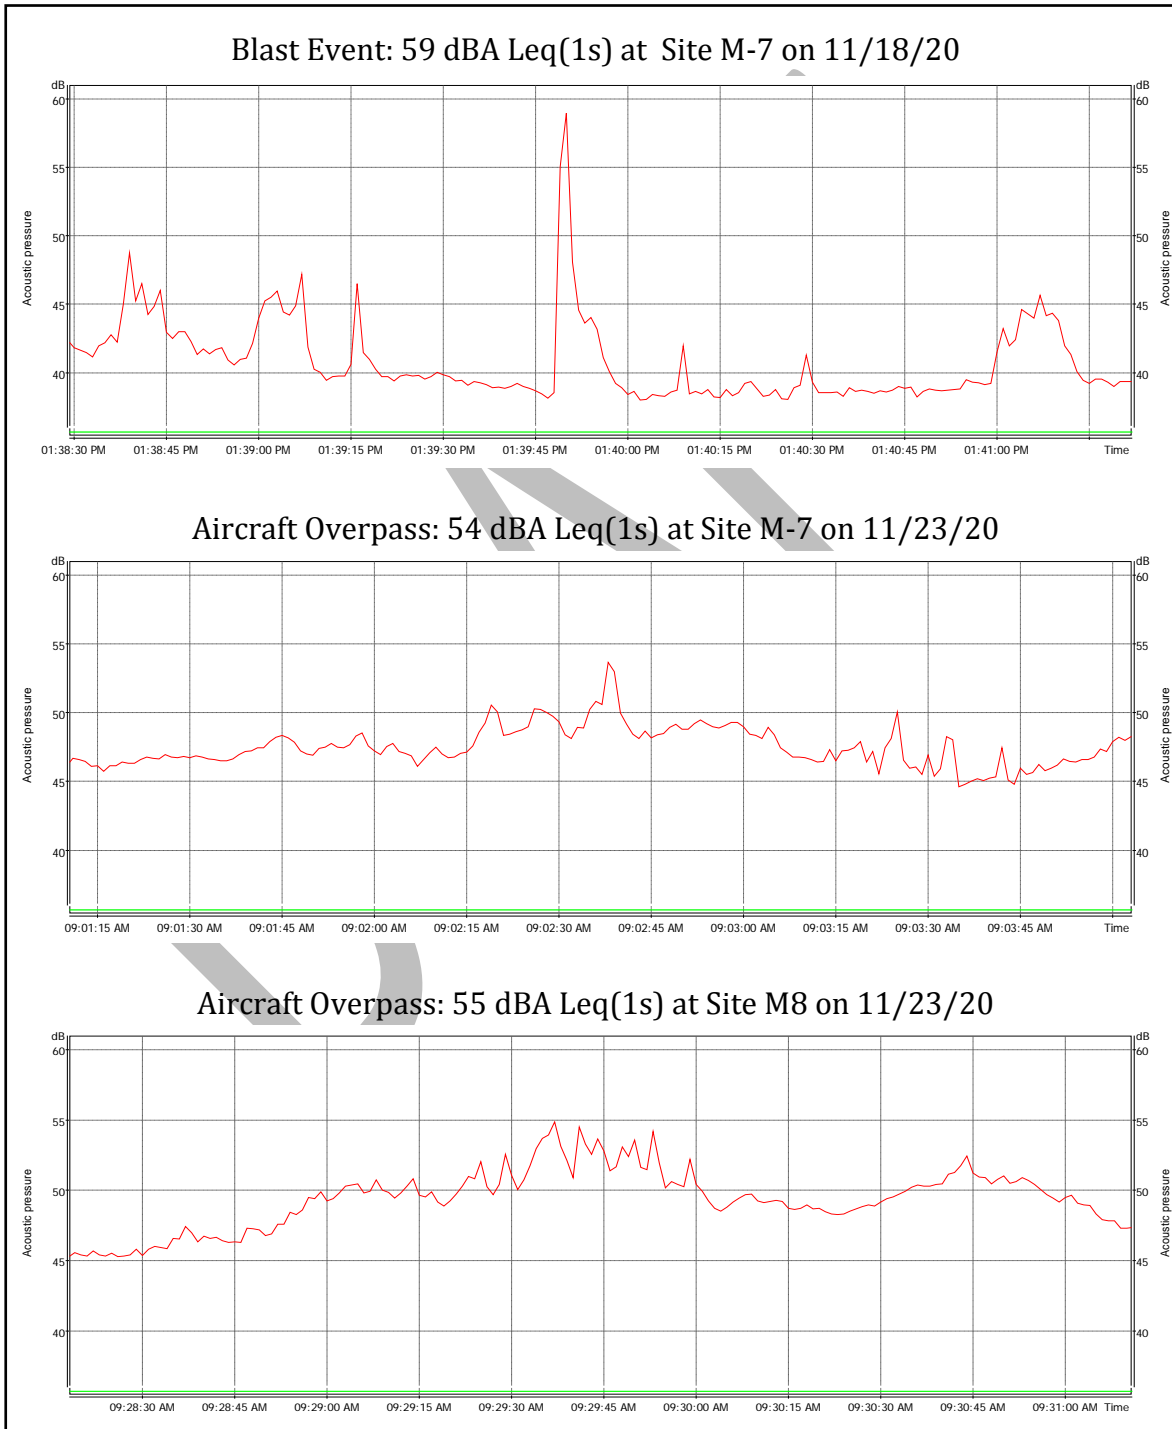 Blast Event: 59 dBA Leq(1s) at Site M-7 on 11/18/20
dB dB
60 60
55 55
50 50
45 45
40 40
Acoustic pressure
Acoustic pressure
01:38:30 PM 01:38:45 PM 01:39:00 PM 01:39:15 PM 01:39:30 PM 01:39:45 PM 01:40:00 PM 01:40:15 PM 01:40:30 PM 01:40:45 PM 01:41:00 PM Time
Aircraft Overpass: 54 dBA Leq(1s) at Site M-7 on 11/23/20
dB dB
60 60
55 55
50 50
45 45
40 40
Acoustic pressure
Acoustic pressure
09:01:15 AM 09:01:30 AM 09:01:45 AM 09:02:00 AM 09:02:15 AM 09:02:30 AM 09:02:45 AM 09:03:00 AM 09:03:15 AM 09:03:30 AM 09:03:45 AM Time
Aircraft Overpass: 55 dBA Leq(1s) at Site M8 on 11/23/20
dB dB
60 60
55 55
50 50
45 45
40 40
Acoustic pressure
Acoustic pressure
09:28:30 AM 09:28:45 AM 09:29:00 AM 09:29:15 AM 09:29:30 AM 09:29:45 AM 09:30:00 AM 09:30:15 AM 09:30:30 AM 09:30:45 AM 09:31:00 AM Time